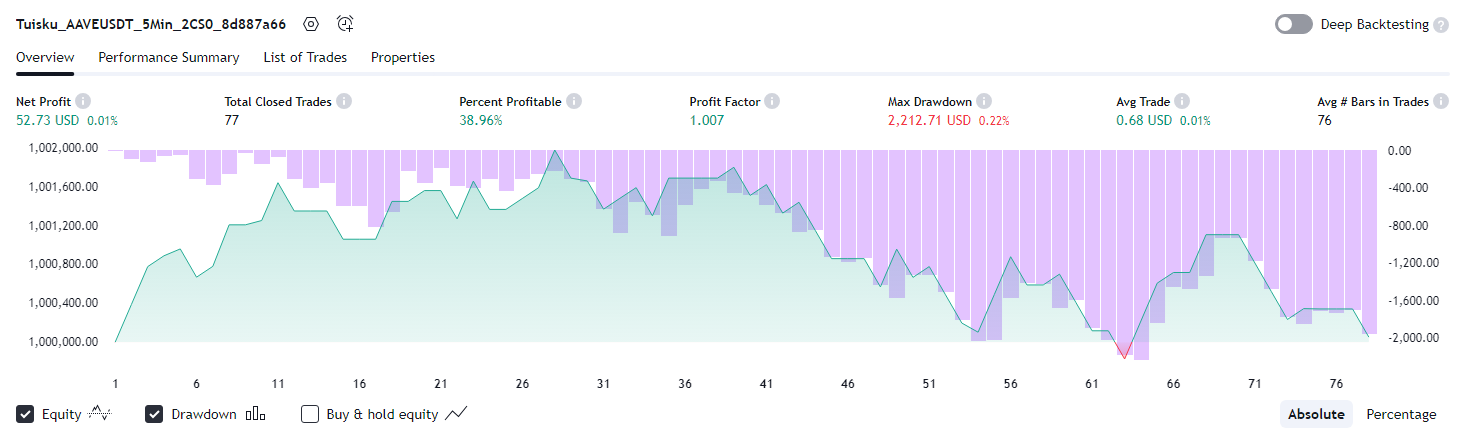 Tuisku_AAVEUSDT_5Min_2CS0_8d887a66 Deep Backtesting
Overview Performance Summary List of Trades Properties
Net Profit Total Closed Trades Percent Profitable Profit Factor Max Drawdown Avg Trade Avg # Bars in Trades
52.73 USD 0.01% 77 38.96% 1.007 2,212.71 USD 0.22% 0.68 USD 0.01% 76
1,002,000.00 0.00
1,001,600.00 -400.00
1,001,200.00 -800.00
1,000,800.00 -1,200.00
1,000,400.00 -1,600.00
1,000,000.00 -2,000.00
1 6 11 16 21 26 31 36 41 46 51 56 61 66 71 76
Equity Drawdown Buy & hold equity Absolute Percentage